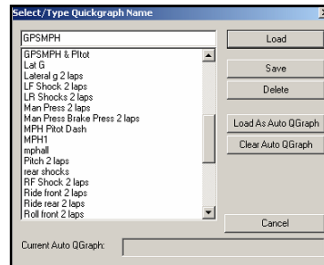 Select/Type Quickgraph Name
GPSMPH
Load
GPSMPH & Pitot
Lat G
Lateral g 2 laps
LF Shock 2 laps
LR Shocks 2 laps
Man Press 2 laps
Man Press Brake Press 2 laps
MPH Pitot Dash
MPH1
mphall
Pitch 2 laps
rear shocks
RF Shock 2 laps
Ride front 2 laps
Ride rear 2 laps
Roll front 2 laps
Save
Delete
Load As Auto QGraph
Clear Auto QGraph
Cancel
Current Auto QGraph: